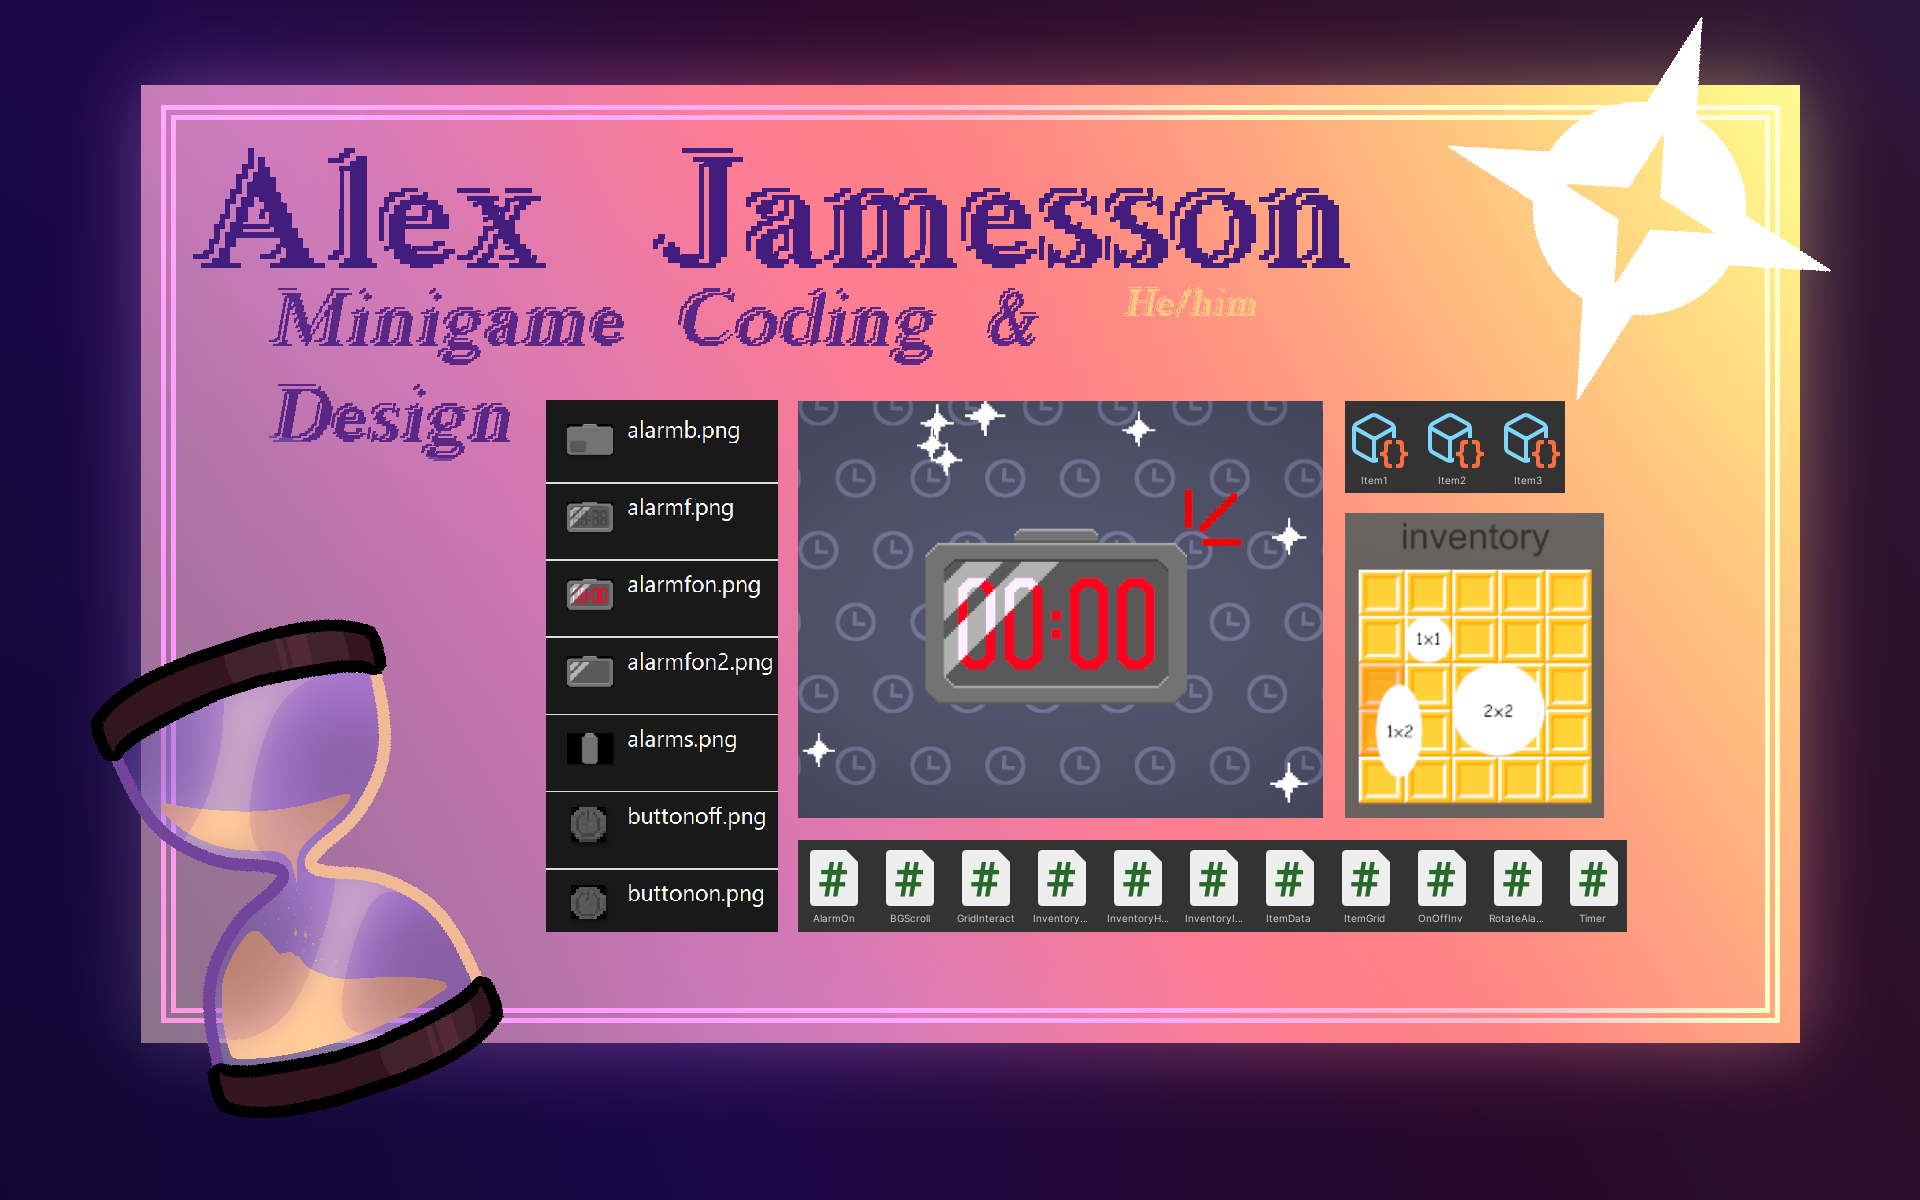 Alex Jamesson
Minigame Coding &
He/him
Design
alarmb.png
alarmf.png
alarmfon.png
alarmfon2.png
alarms.png
buttonoff.png
buttonon.png
00:00
Item1 Item2 Item3
inventory
1x1
2x2
1x2
AlarmOn BGScroll GridInteract Inventory... InventoryH... InventoryI... ItemData ItemGrid OnOffInv RotateAla... Timer